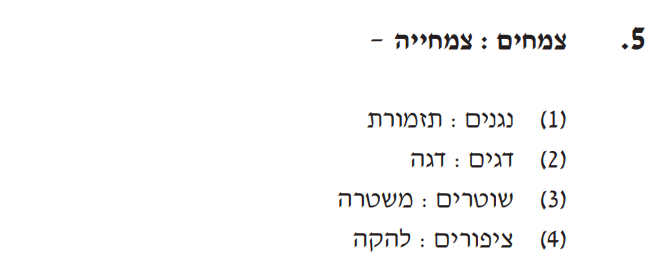 5. צמחים : צמחייה –
(1) נגנים : תזמורת
(2) דגים : דגה
(3) שוטרים : משטרה
(4) ציפורים : להקה